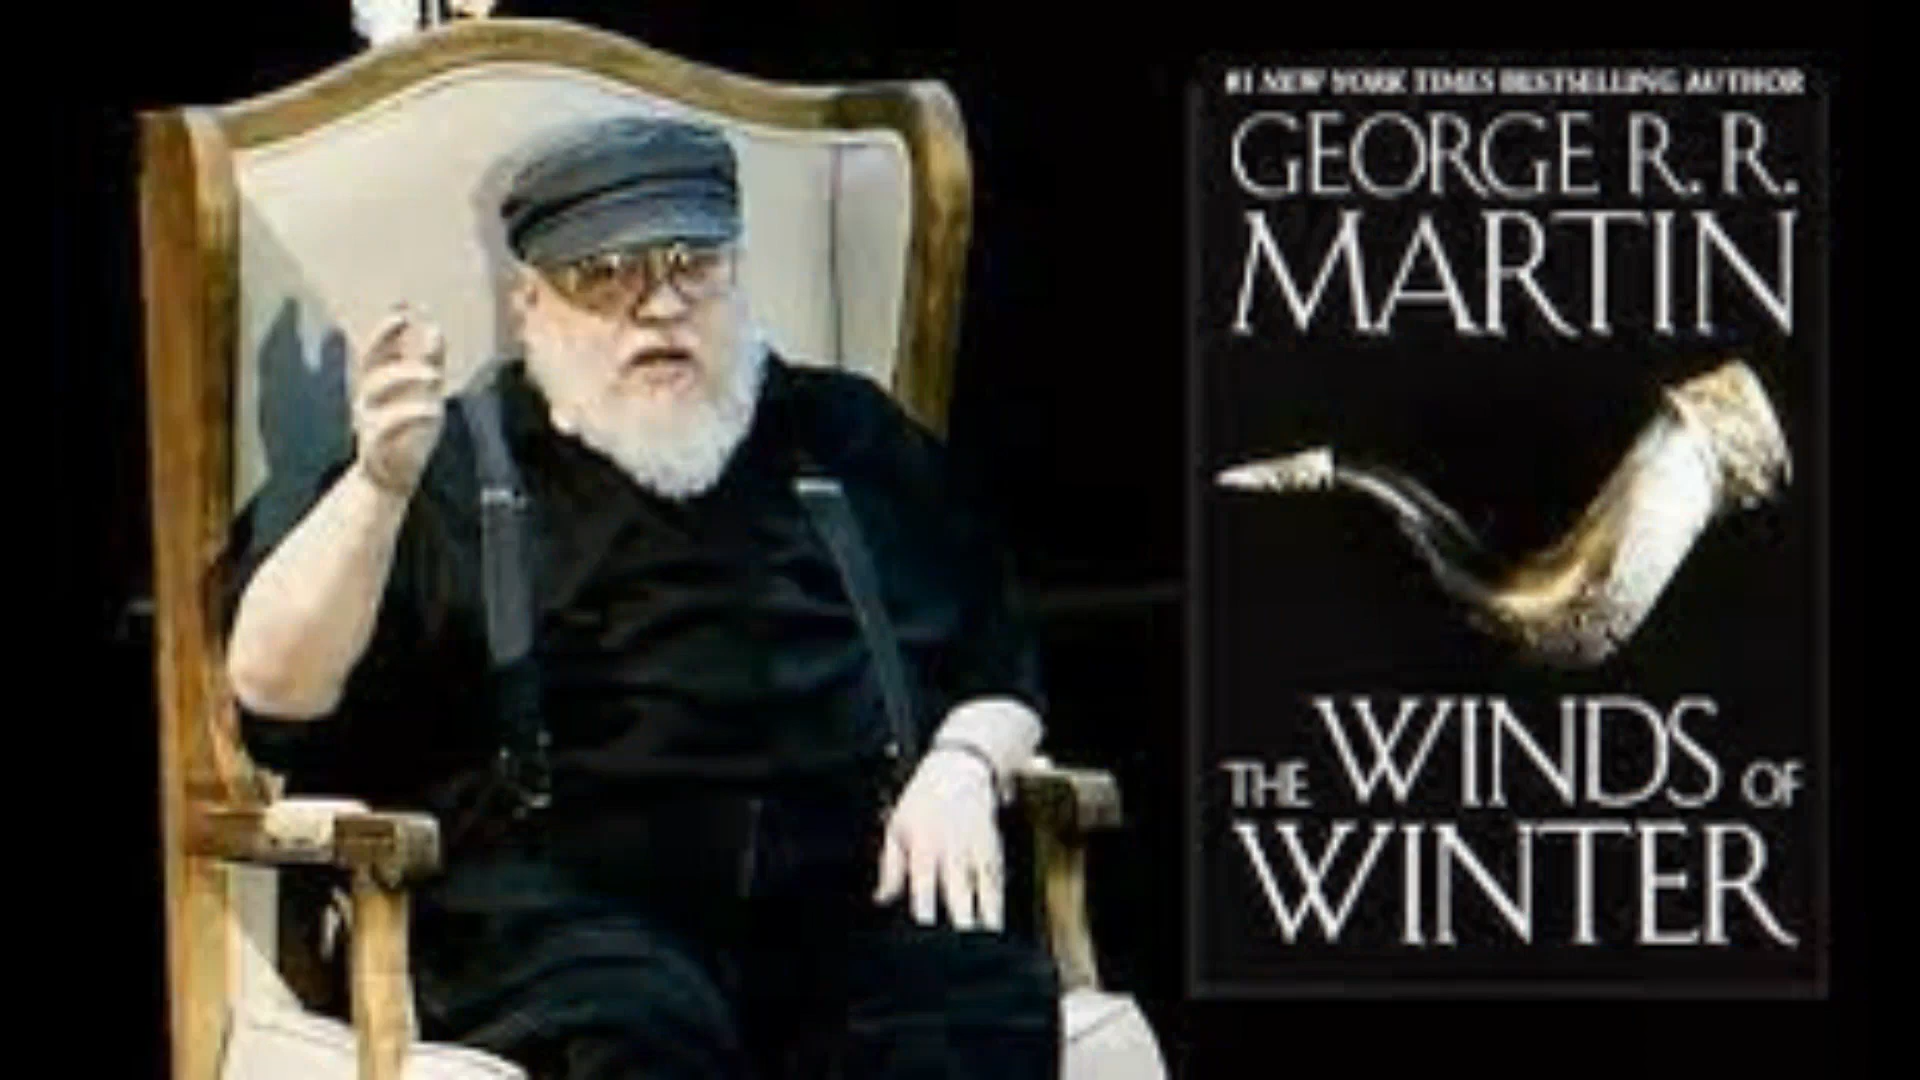 #1 NEW YORK TIMES BESTSELLING AUTHOR
GEORGE R. R.
MARTIN
THE WINDS OF
WINTER